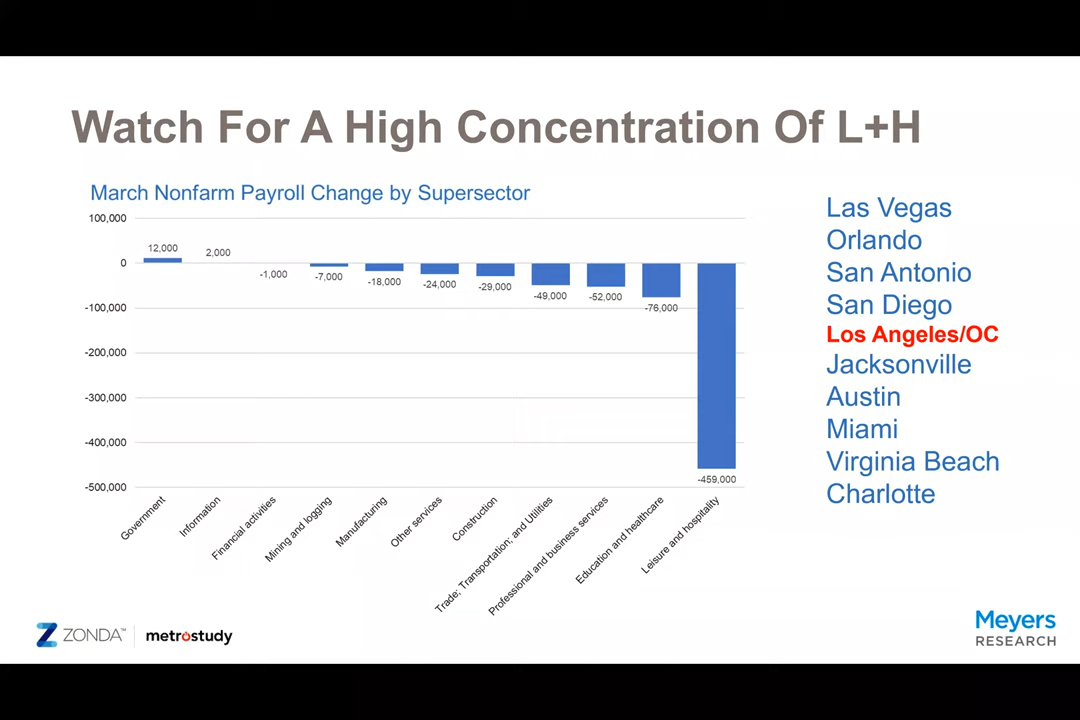 Watch For A High Concentration Of L+H
March Nonfarm Payroll Change by Supersector
100,000
0
-100,000
-200,000
-300,000
-400,000
-500,000
12,000
2,000
-1,000
-7,000
-18,000
-24,000
-29,000
-49,000
-52,000
-76,000
-459,000
Government
Information
Financial activities
Mining and logging
Manufacturing
Other services
Construction
Trade; Transportation; and Utilities
Professional and business services
Education and healthcare
Leisure and hospitality
Las Vegas
Orlando
San Antonio
San Diego
Los Angeles/OC
Jacksonville
Austin
Miami
Virginia Beach
Charlotte
ZONDA™
metrostudy
Meyers
RESEARCH